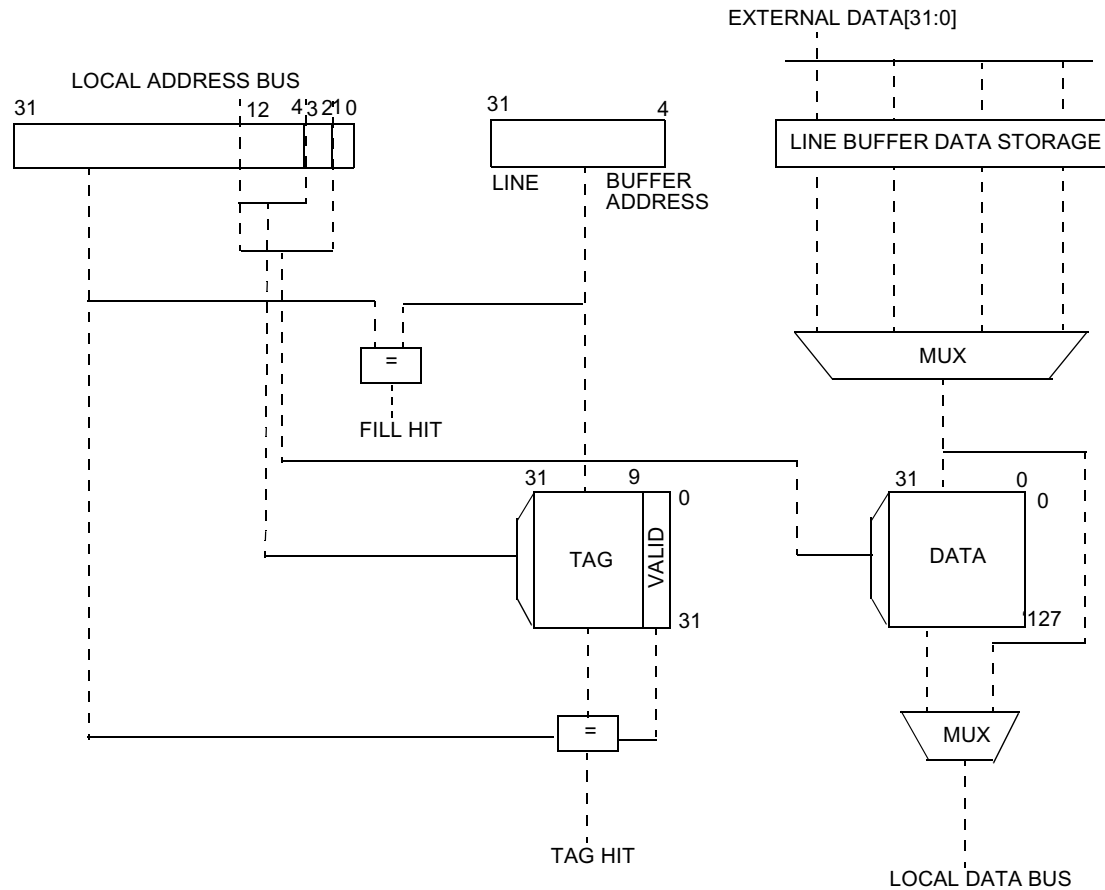 EXTERNAL DATA[31:0]
LOCAL ADDRESS BUS
31 12 4 3 2 1 0
31 4
LINE BUFFER DATA STORAGE
LINE BUFFER
ADDRESS
=
MUX
FILL HIT
31 9 0
31 0 0
TAG
VALID
DATA
31
127
=
MUX
TAG HIT
LOCAL DATA BUS